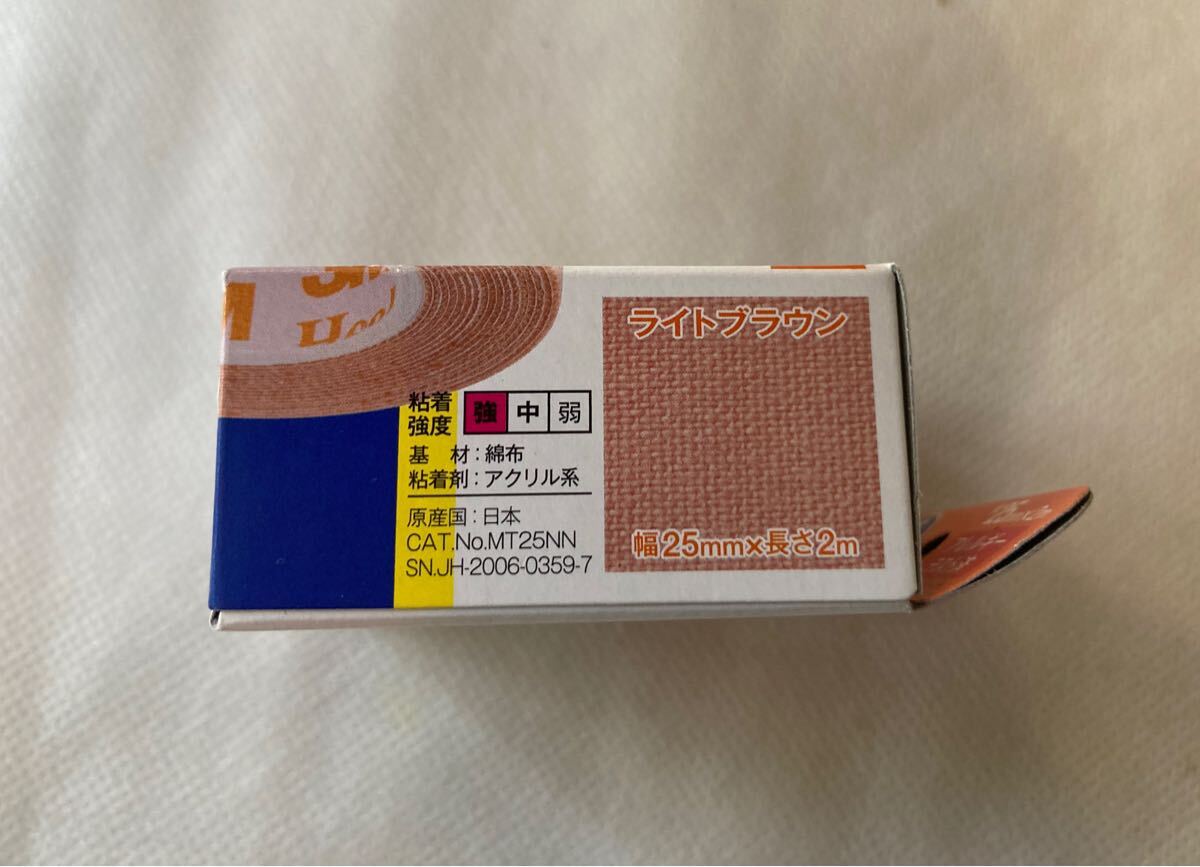 3M
ライトブラウン
粘着
強度
強 中 弱
基 材：綿布
粘着剤：アクリル系
原産国：日本
CAT.No.MT25NN
SN.JH-2006-0359-7
幅25mm×長さ2m